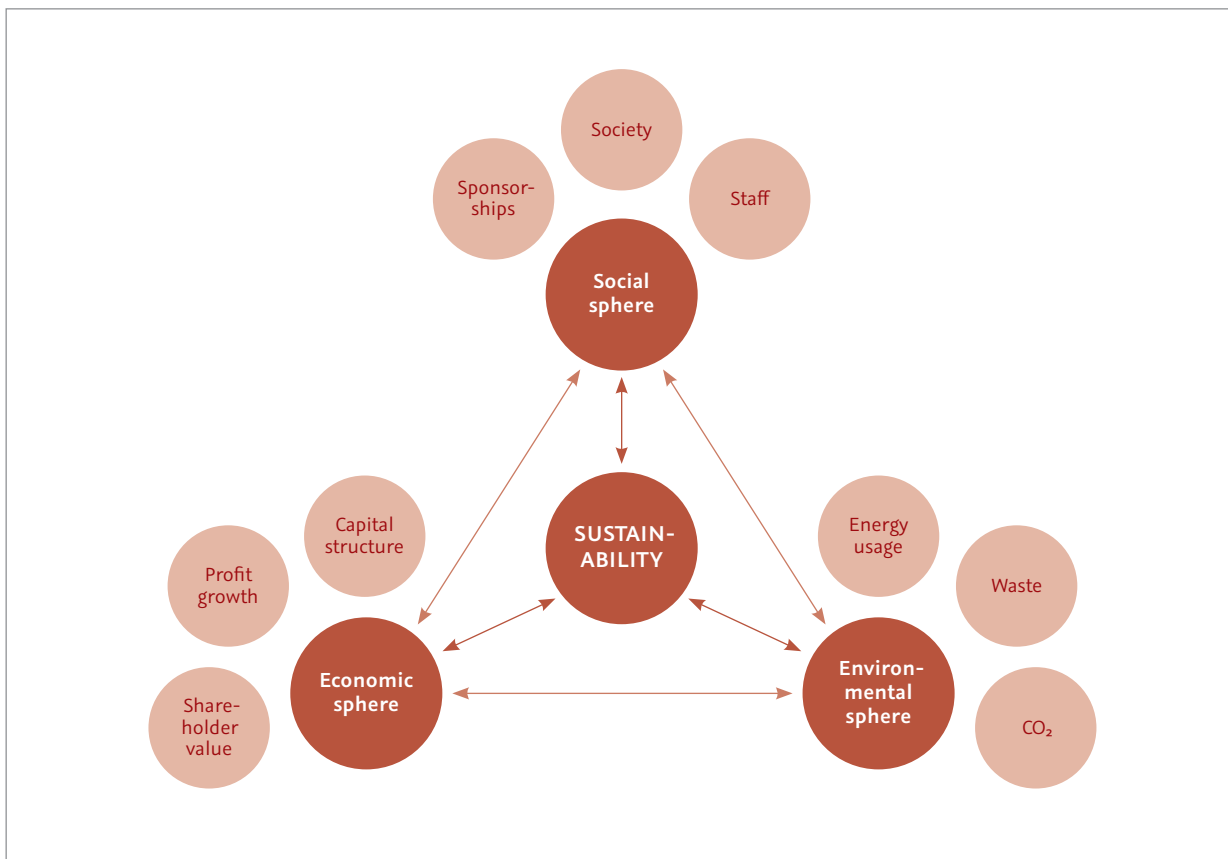 Society
Sponsor-
ships
Staff
Social
sphere
Capital
structure
Profit
growth
Share-
holder
value
Economic
sphere
SUSTAIN-
ABILITY
Energy
usage
Waste
Environ-
mental
sphere
CO₂